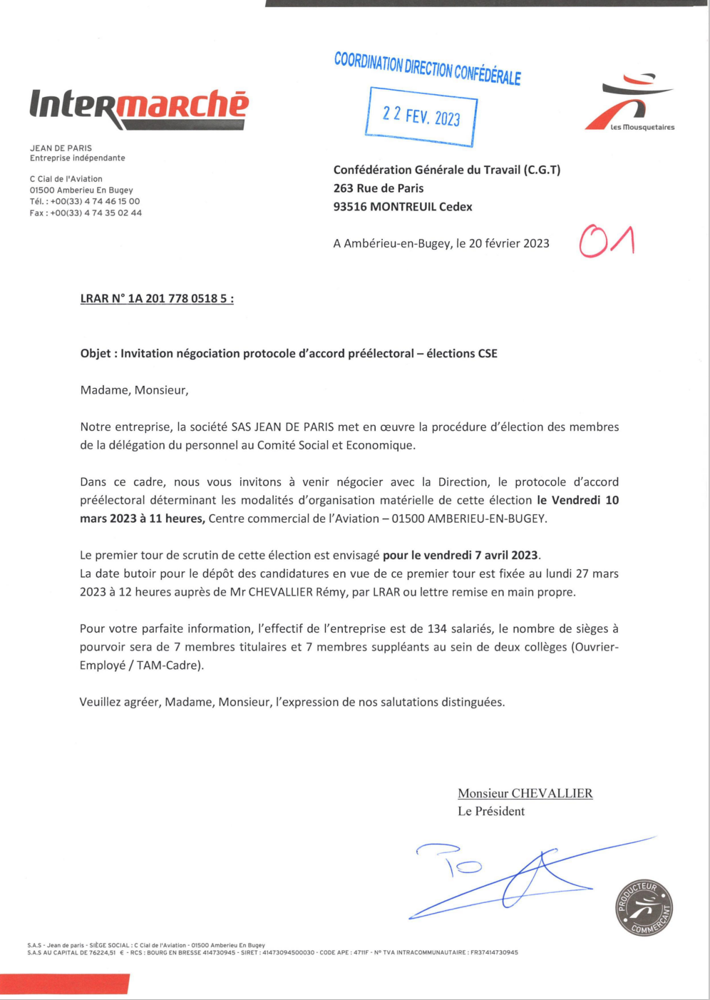 COORDINATION DIRECTION CONFÉDÉRALE
22 FEV. 2023
Intermarché
Les Mousquetaires
JEAN DE PARIS
Entreprise indépendante
C Cial de l'Aviation
01500 Amberieu En Bugey
Tél. : +00(33) 4 74 46 15 00
Fax : +00(33) 4 74 35 02 44
Confédération Générale du Travail (C.G.T)
263 Rue de Paris
93516 MONTREUIL Cedex
A Ambérieu-en-Bugey, le 20 février 2023
01
LRAR N° 1A 201 778 0518 5 :
Objet : Invitation négociation protocole d'accord préélectoral – élections CSE
Madame, Monsieur,
Notre entreprise, la société SAS JEAN DE PARIS met en œuvre la procédure d'élection des membres
de la délégation du personnel au Comité Social et Economique.
Dans ce cadre, nous vous invitons à venir négocier avec la Direction, le protocole d'accord
préélectoral déterminant les modalités d'organisation matérielle de cette élection le Vendredi 10
mars 2023 à 11 heures, Centre commercial de l'Aviation – 01500 AMBERIEU-EN-BUGEY.
Le premier tour de scrutin de cette élection est envisagé pour le vendredi 7 avril 2023.
La date butoir pour le dépôt des candidatures en vue de ce premier tour est fixée au lundi 27 mars
2023 à 12 heures auprès de Mr CHEVALLIER Rémy, par LRAR ou lettre remise en main propre.
Pour votre parfaite information, l'effectif de l'entreprise est de 134 salariés, le nombre de sièges à
pourvoir sera de 7 membres titulaires et 7 membres suppléants au sein de deux collèges (Ouvrier-
Employé / TAM-Cadre).
Veuillez agréer, Madame, Monsieur, l'expression de nos salutations distinguées.
Monsieur CHEVALLIER
Le Président
PRODUCTEUR
COMMERÇANT
S.A.S - Jean de paris - SIÈGE SOCIAL : C Cial de l'Aviation - 01500 Amberieu En Bugey
S.A.S AU CAPITAL DE 76224,51 € - RCS : BOURG EN BRESSE 414730945 - SIRET : 41473094500030 - CODE APE : 4711F - N° TVA INTRACOMMUNAUTAIRE : FR37414730945